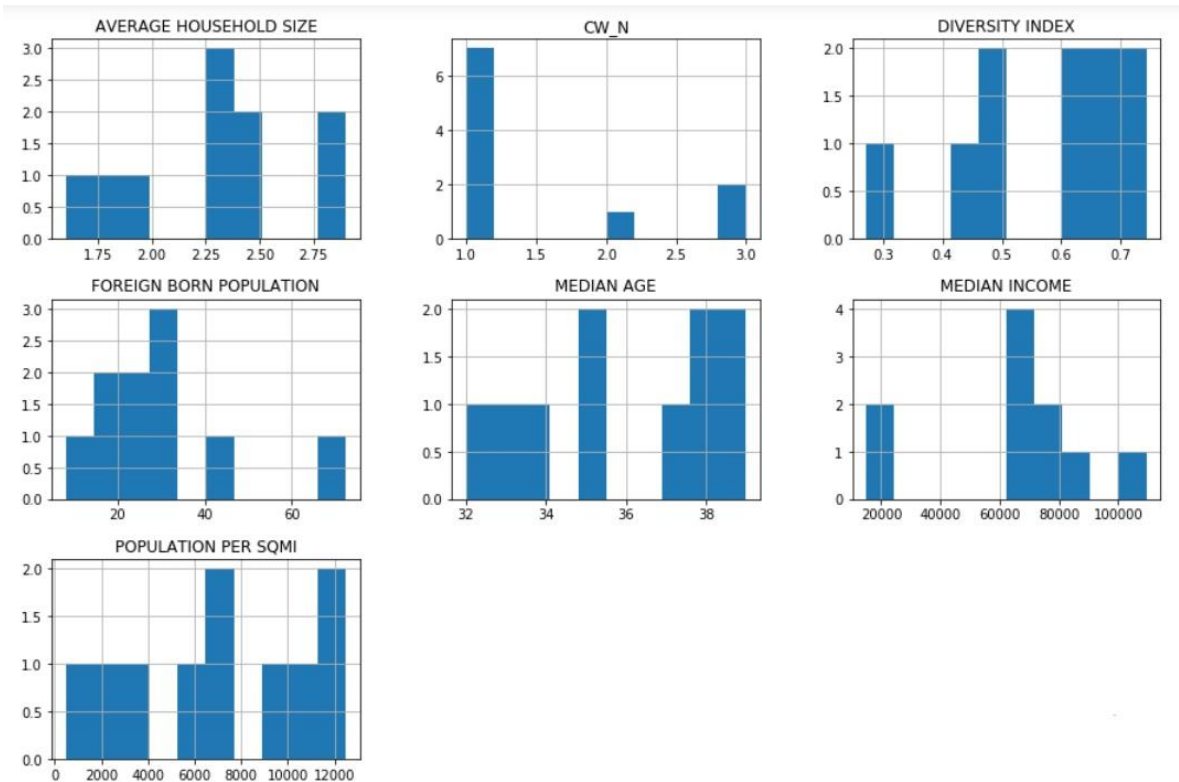 AVERAGE HOUSEHOLD SIZE
3.0
2.5
2.0
1.5
1.0
0.5
0.0
1.75 2.00 2.25 2.50 2.75
CW_N
6
4
2
0
1.0 1.5 2.0 2.5 3.0
DIVERSITY INDEX
2.0
1.5
1.0
0.5
0.0
0.3 0.4 0.5 0.6 0.7
FOREIGN BORN POPULATION
3.0
2.5
2.0
1.5
1.0
0.5
0.0
20 40 60
MEDIAN AGE
2.0
1.5
1.0
0.5
0.0
32 34 36 38
MEDIAN INCOME
4
3
2
1
0
20000 40000 60000 80000 100000
POPULATION PER SQMI
2.0
1.5
1.0
0.5
0.0
0 2000 4000 6000 8000 10000 12000